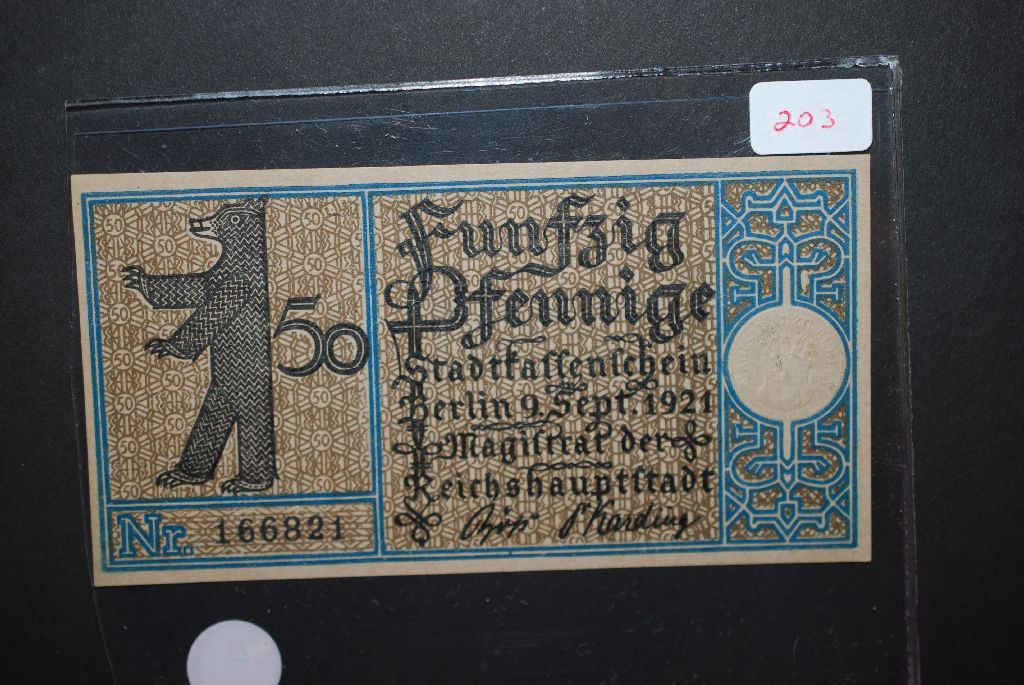 203
50
Nr. 166821
Funfzig
Pfennige
Stadtkaſſenſchein
Berlin 9. Sept. 1921
Magiſtrat der
Reichshauptſtadt